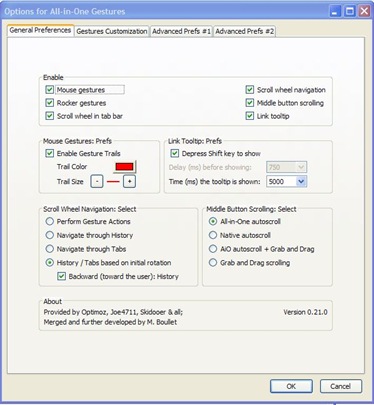 Options for All-in-One Gestures
General Preferences Gestures Customization Advanced Prefs #1 Advanced Prefs #2
Enable
Mouse gestures Scroll wheel navigation
Rocker gestures Middle button scrolling
Scroll wheel in tab bar Link tooltip
Mouse Gestures: Prefs
Enable Gesture Trails
Trail Color
Trail Size - +
Link Tooltip: Prefs
Depress Shift key to show
Delay (ms) before showing: 750
Time (ms) the tooltip is shown: 5000
Scroll Wheel Navigation: Select
Perform Gesture Actions
Navigate through History
Navigate through Tabs
History / Tabs based on initial rotation
Backward (toward the user): History
Middle Button Scrolling: Select
All-in-One autoscroll
Native autoscroll
AiO autoscroll + Grab and Drag
Grab and Drag scrolling
About
Provided by Optimoz, Joe4711, Skidooer & all; Version 0.21.0
Merged and further developed by M. Boullet
OK Cancel